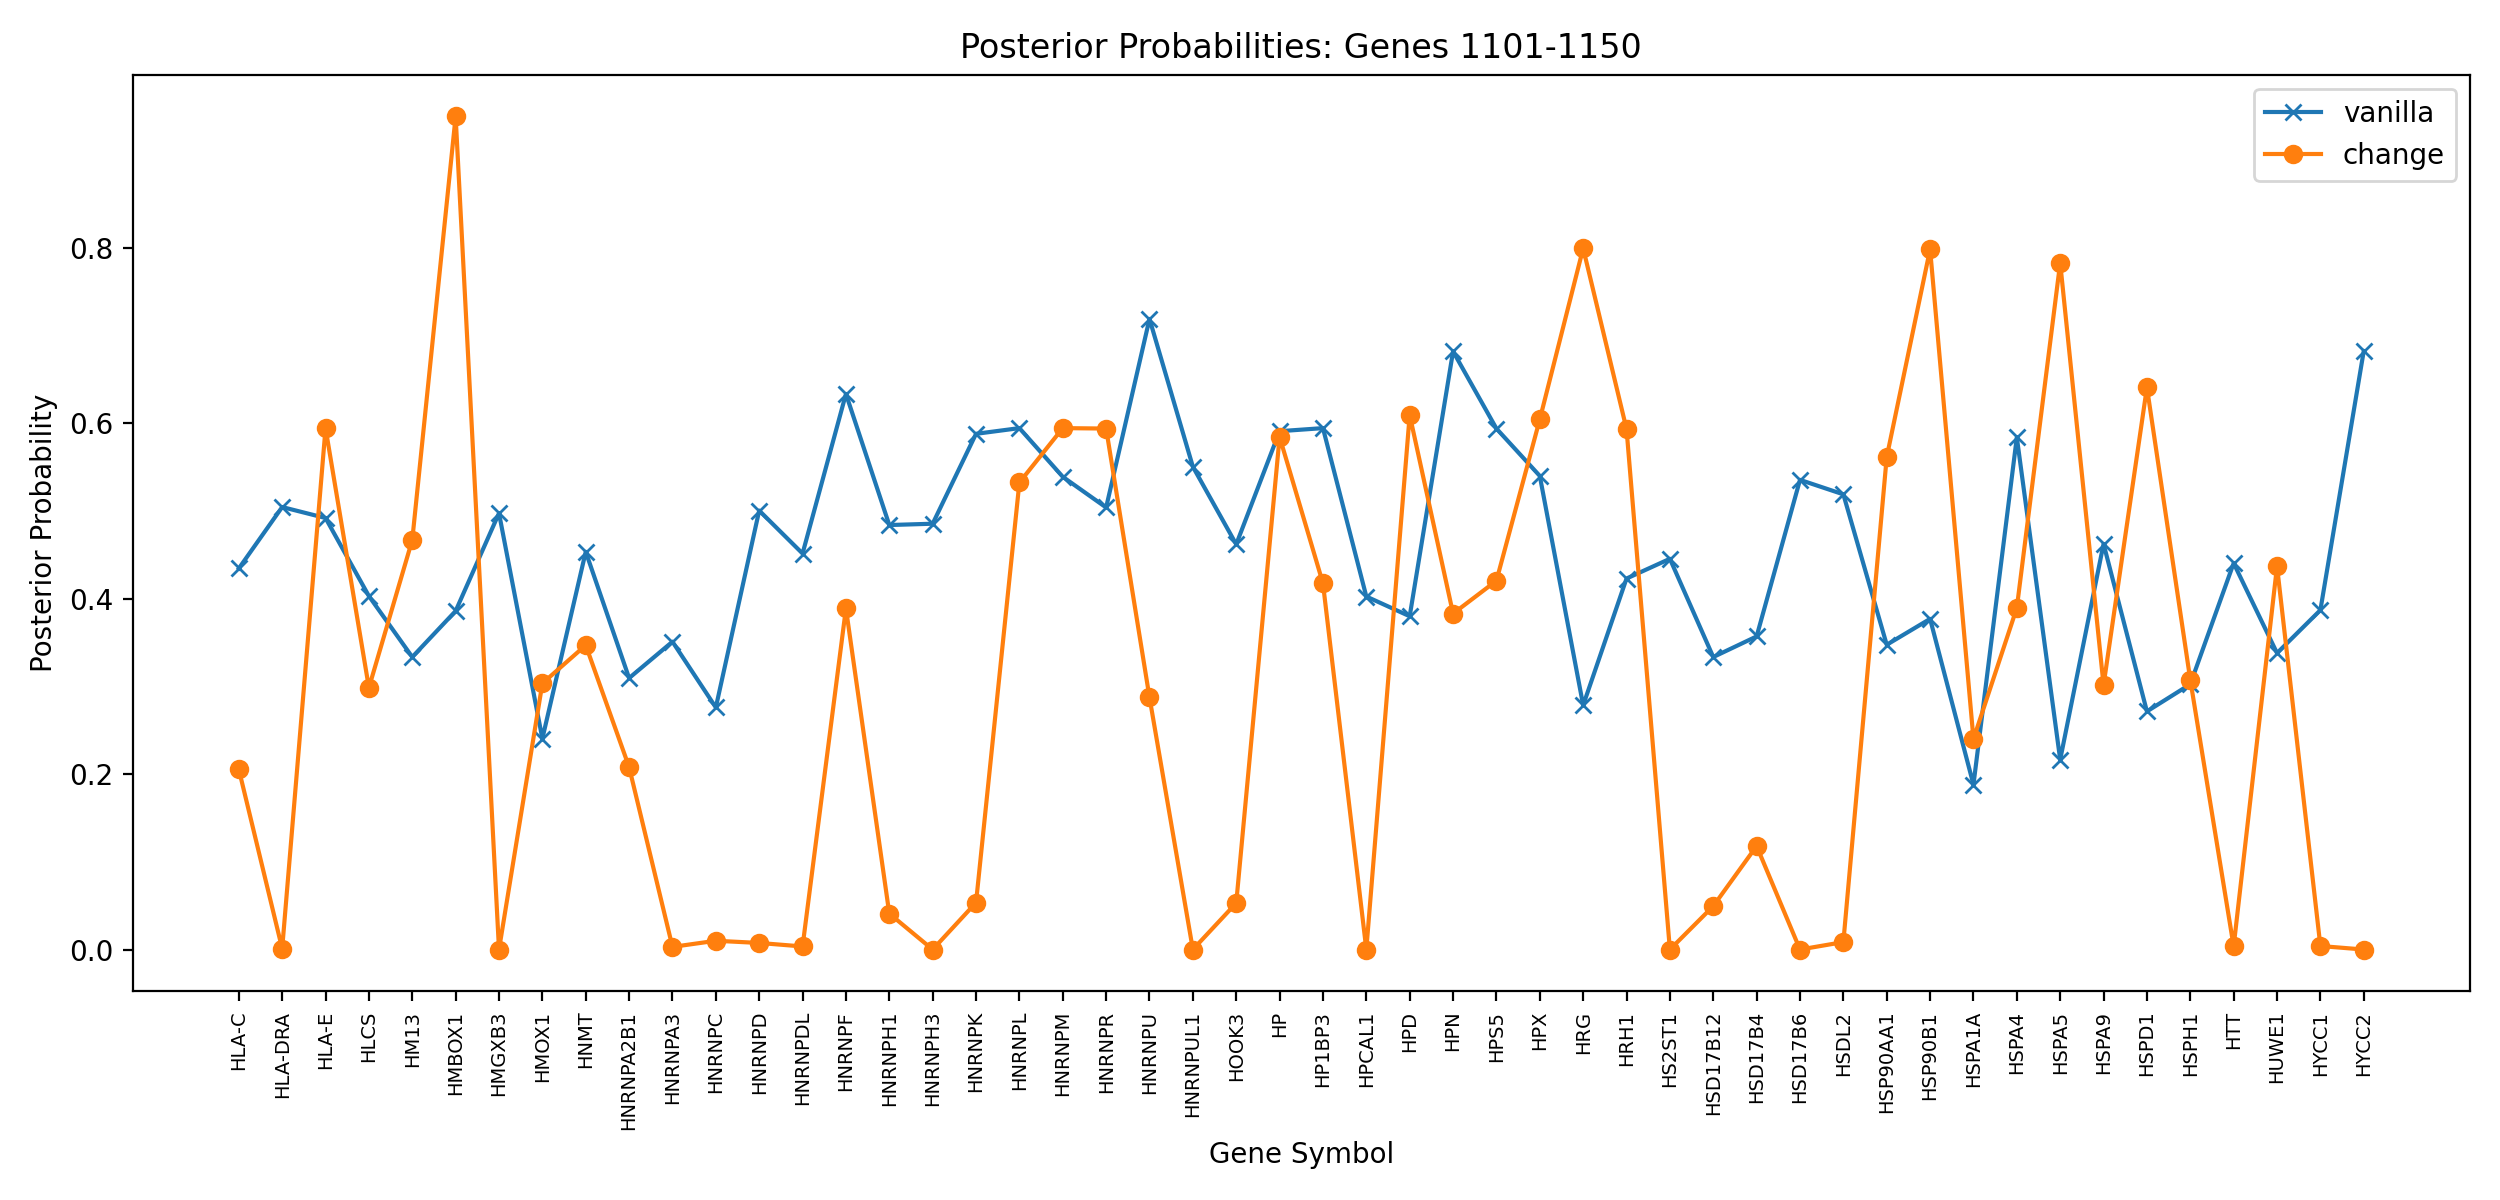 Posterior Probabilities: Genes 1101-1150
vanilla
change
Posterior Probability
0.8
0.6
0.4
0.2
0.0
HLA-C
HLA-DRA
HLA-E
HLCS
HM13
HMBOX1
HMGXB3
HMOX1
HNMT
HNRNPA2B1
HNRNPA3
HNRNPC
HNRNPD
HNRNPDL
HNRNPF
HNRNPH1
HNRNPH3
HNRNPK
HNRNPL
HNRNPM
HNRNPR
HNRNPU
HNRNPUL1
HOOK3
HP
HP1BP3
HPCAL1
HPD
HPN
HPS5
HPX
HRG
HRH1
HS2ST1
HSD17B12
HSD17B4
HSD17B6
HSDL2
HSP90AA1
HSP90B1
HSPA1A
HSPA4
HSPA5
HSPA9
HSPD1
HSPH1
HTT
HUWE1
HYCC1
HYCC2
Gene Symbol